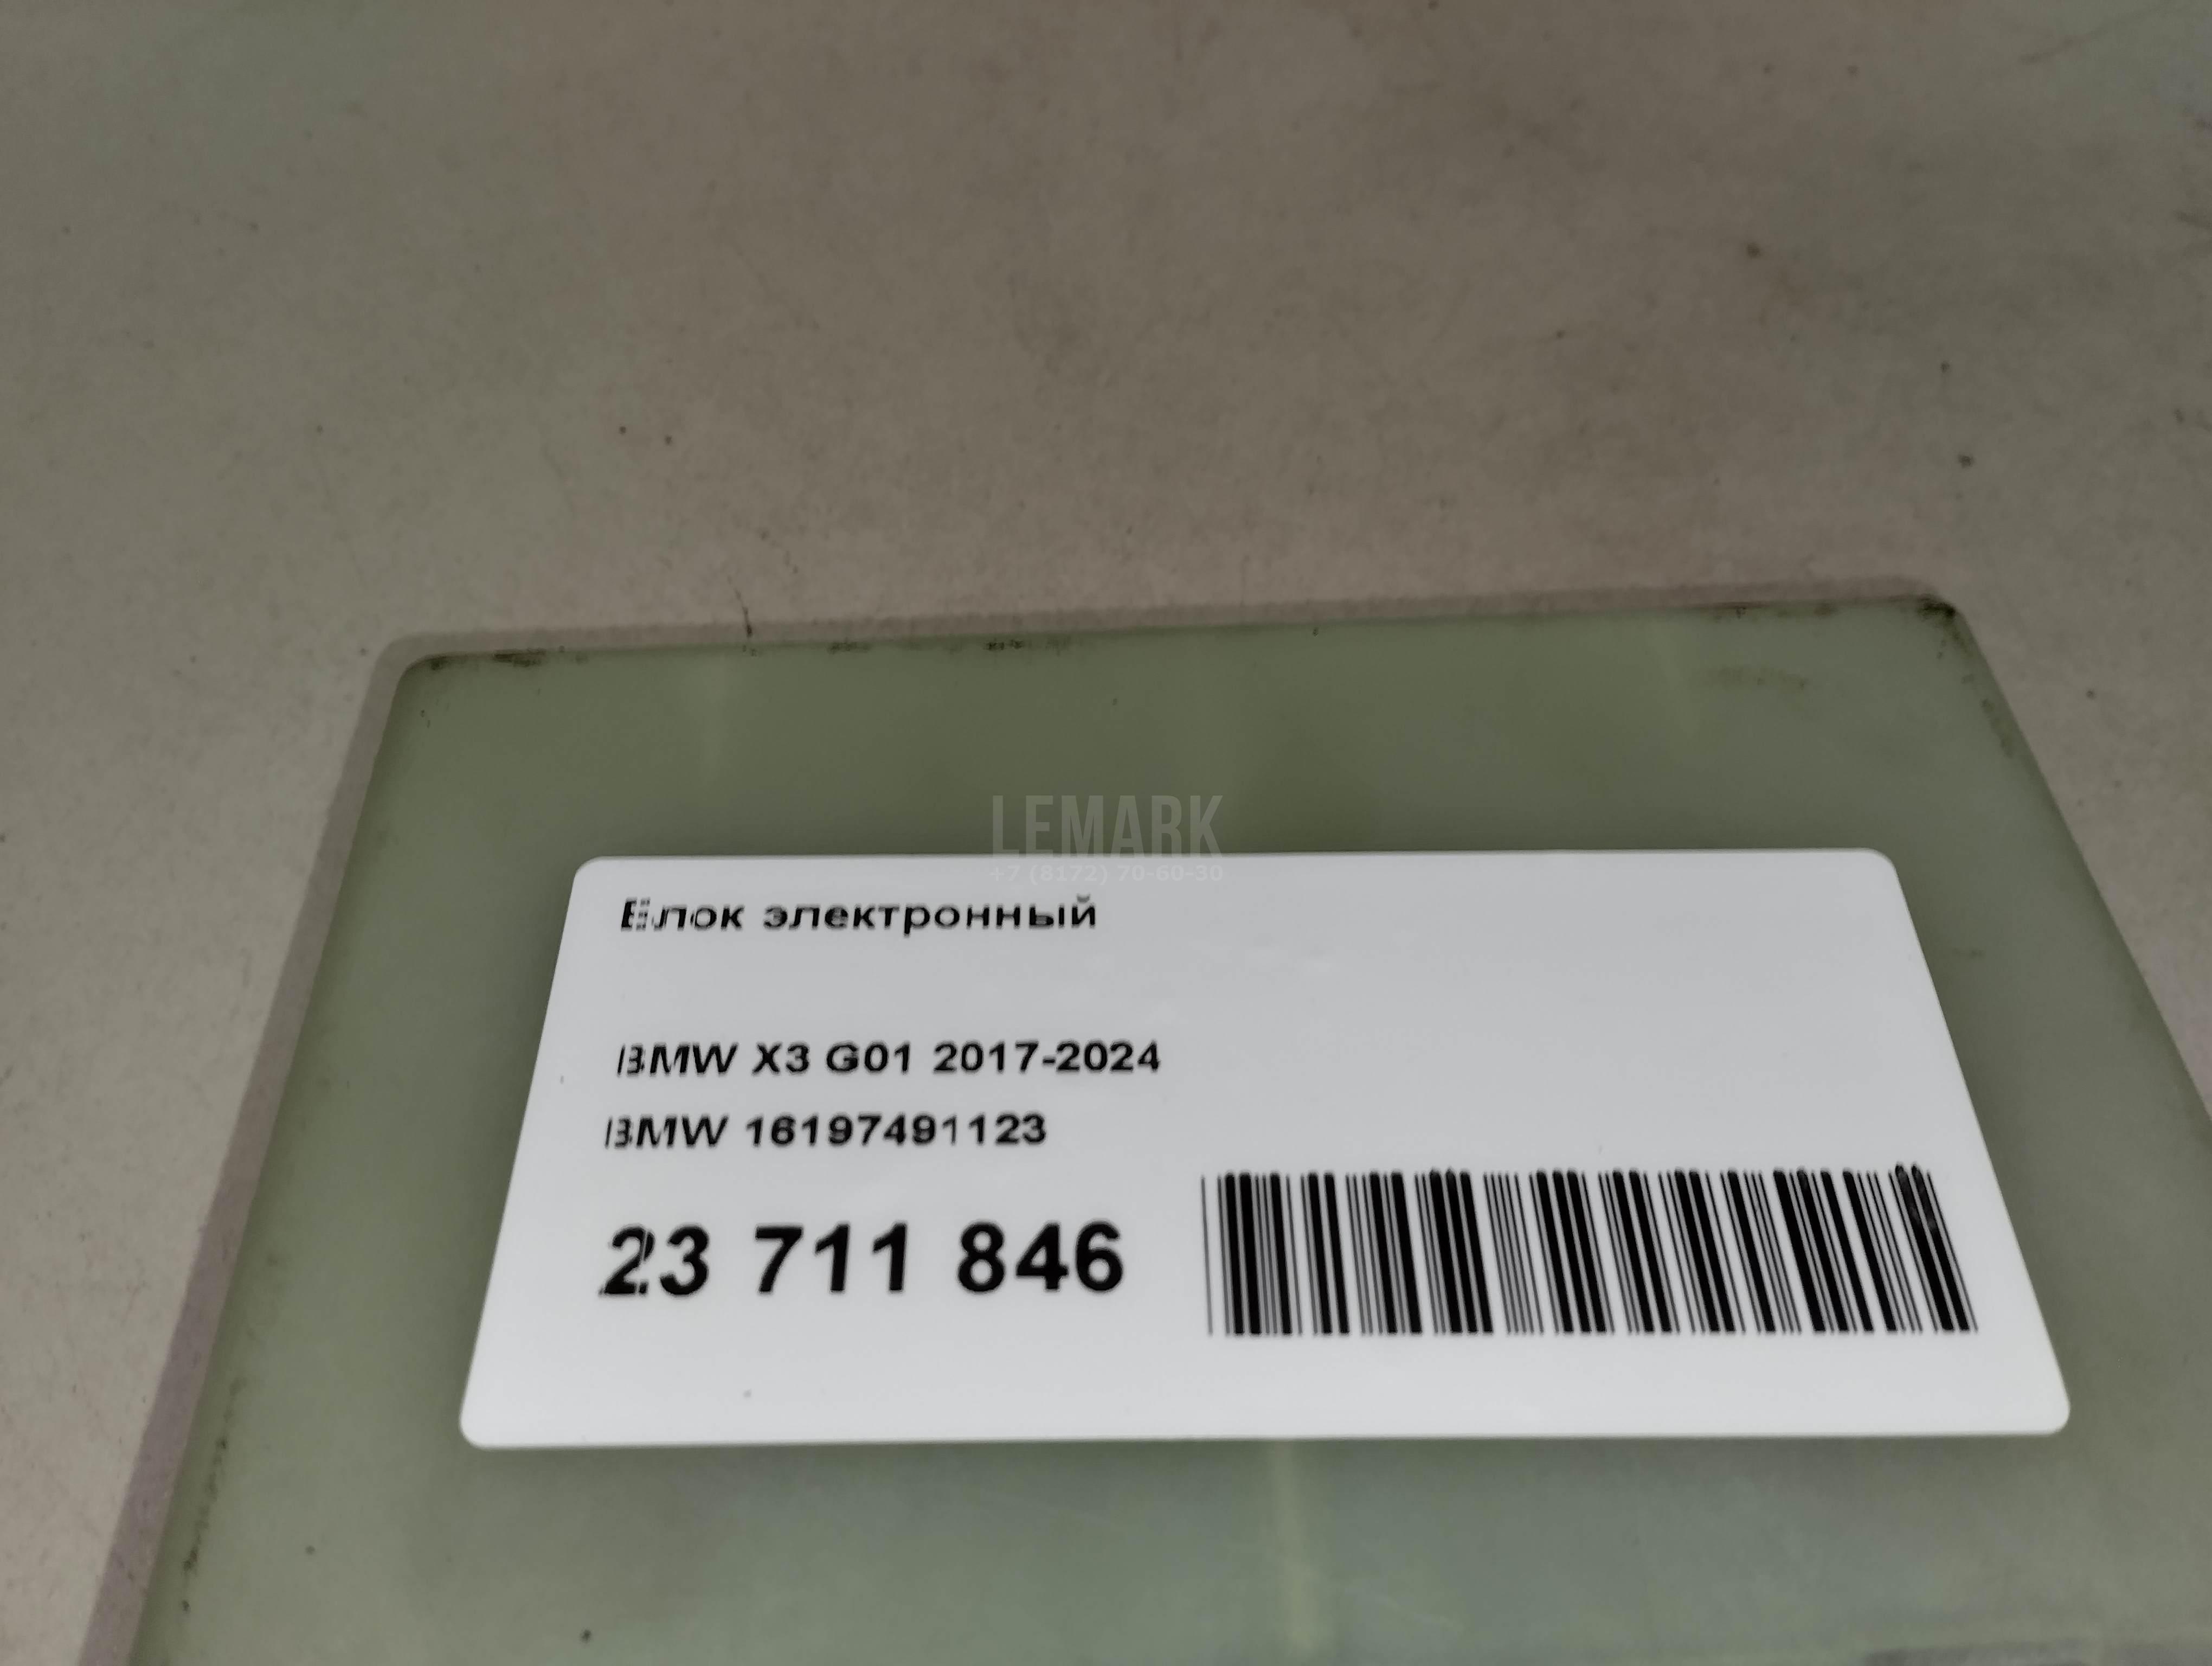 LEMARK
+7 (8172) 70-60-30
Блок электронный
BMW X3 G01 2017-2024
BMW 16197491123
23 711 846